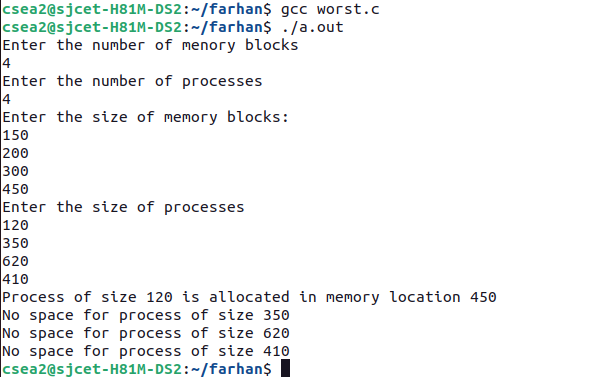 csea2@sjcet-H81M-DS2:~/farhan$ gcc worst.c
csea2@sjcet-H81M-DS2:~/farhan$ ./a.out
Enter the number of menory blocks
4
Enter the number of processes
4
Enter the size of memory blocks:
150
200
300
450
Enter the size of processes
120
350
620
410
Process of size 120 is allocated in memory location 450
No space for process of size 350
No space for process of size 620
No space for process of size 410
csea2@sjcet-H81M-DS2:~/farhan$